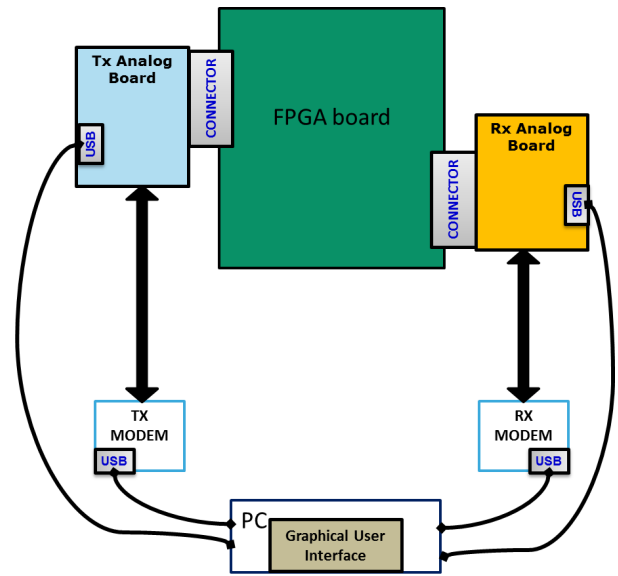 Tx Analog
Board
CONNECTOR
USB
FPGA board
Rx Analog
Board
CONNECTOR
USB
TX
MODEM
USB
RX
MODEM
USB
PC
Graphical User
Interface